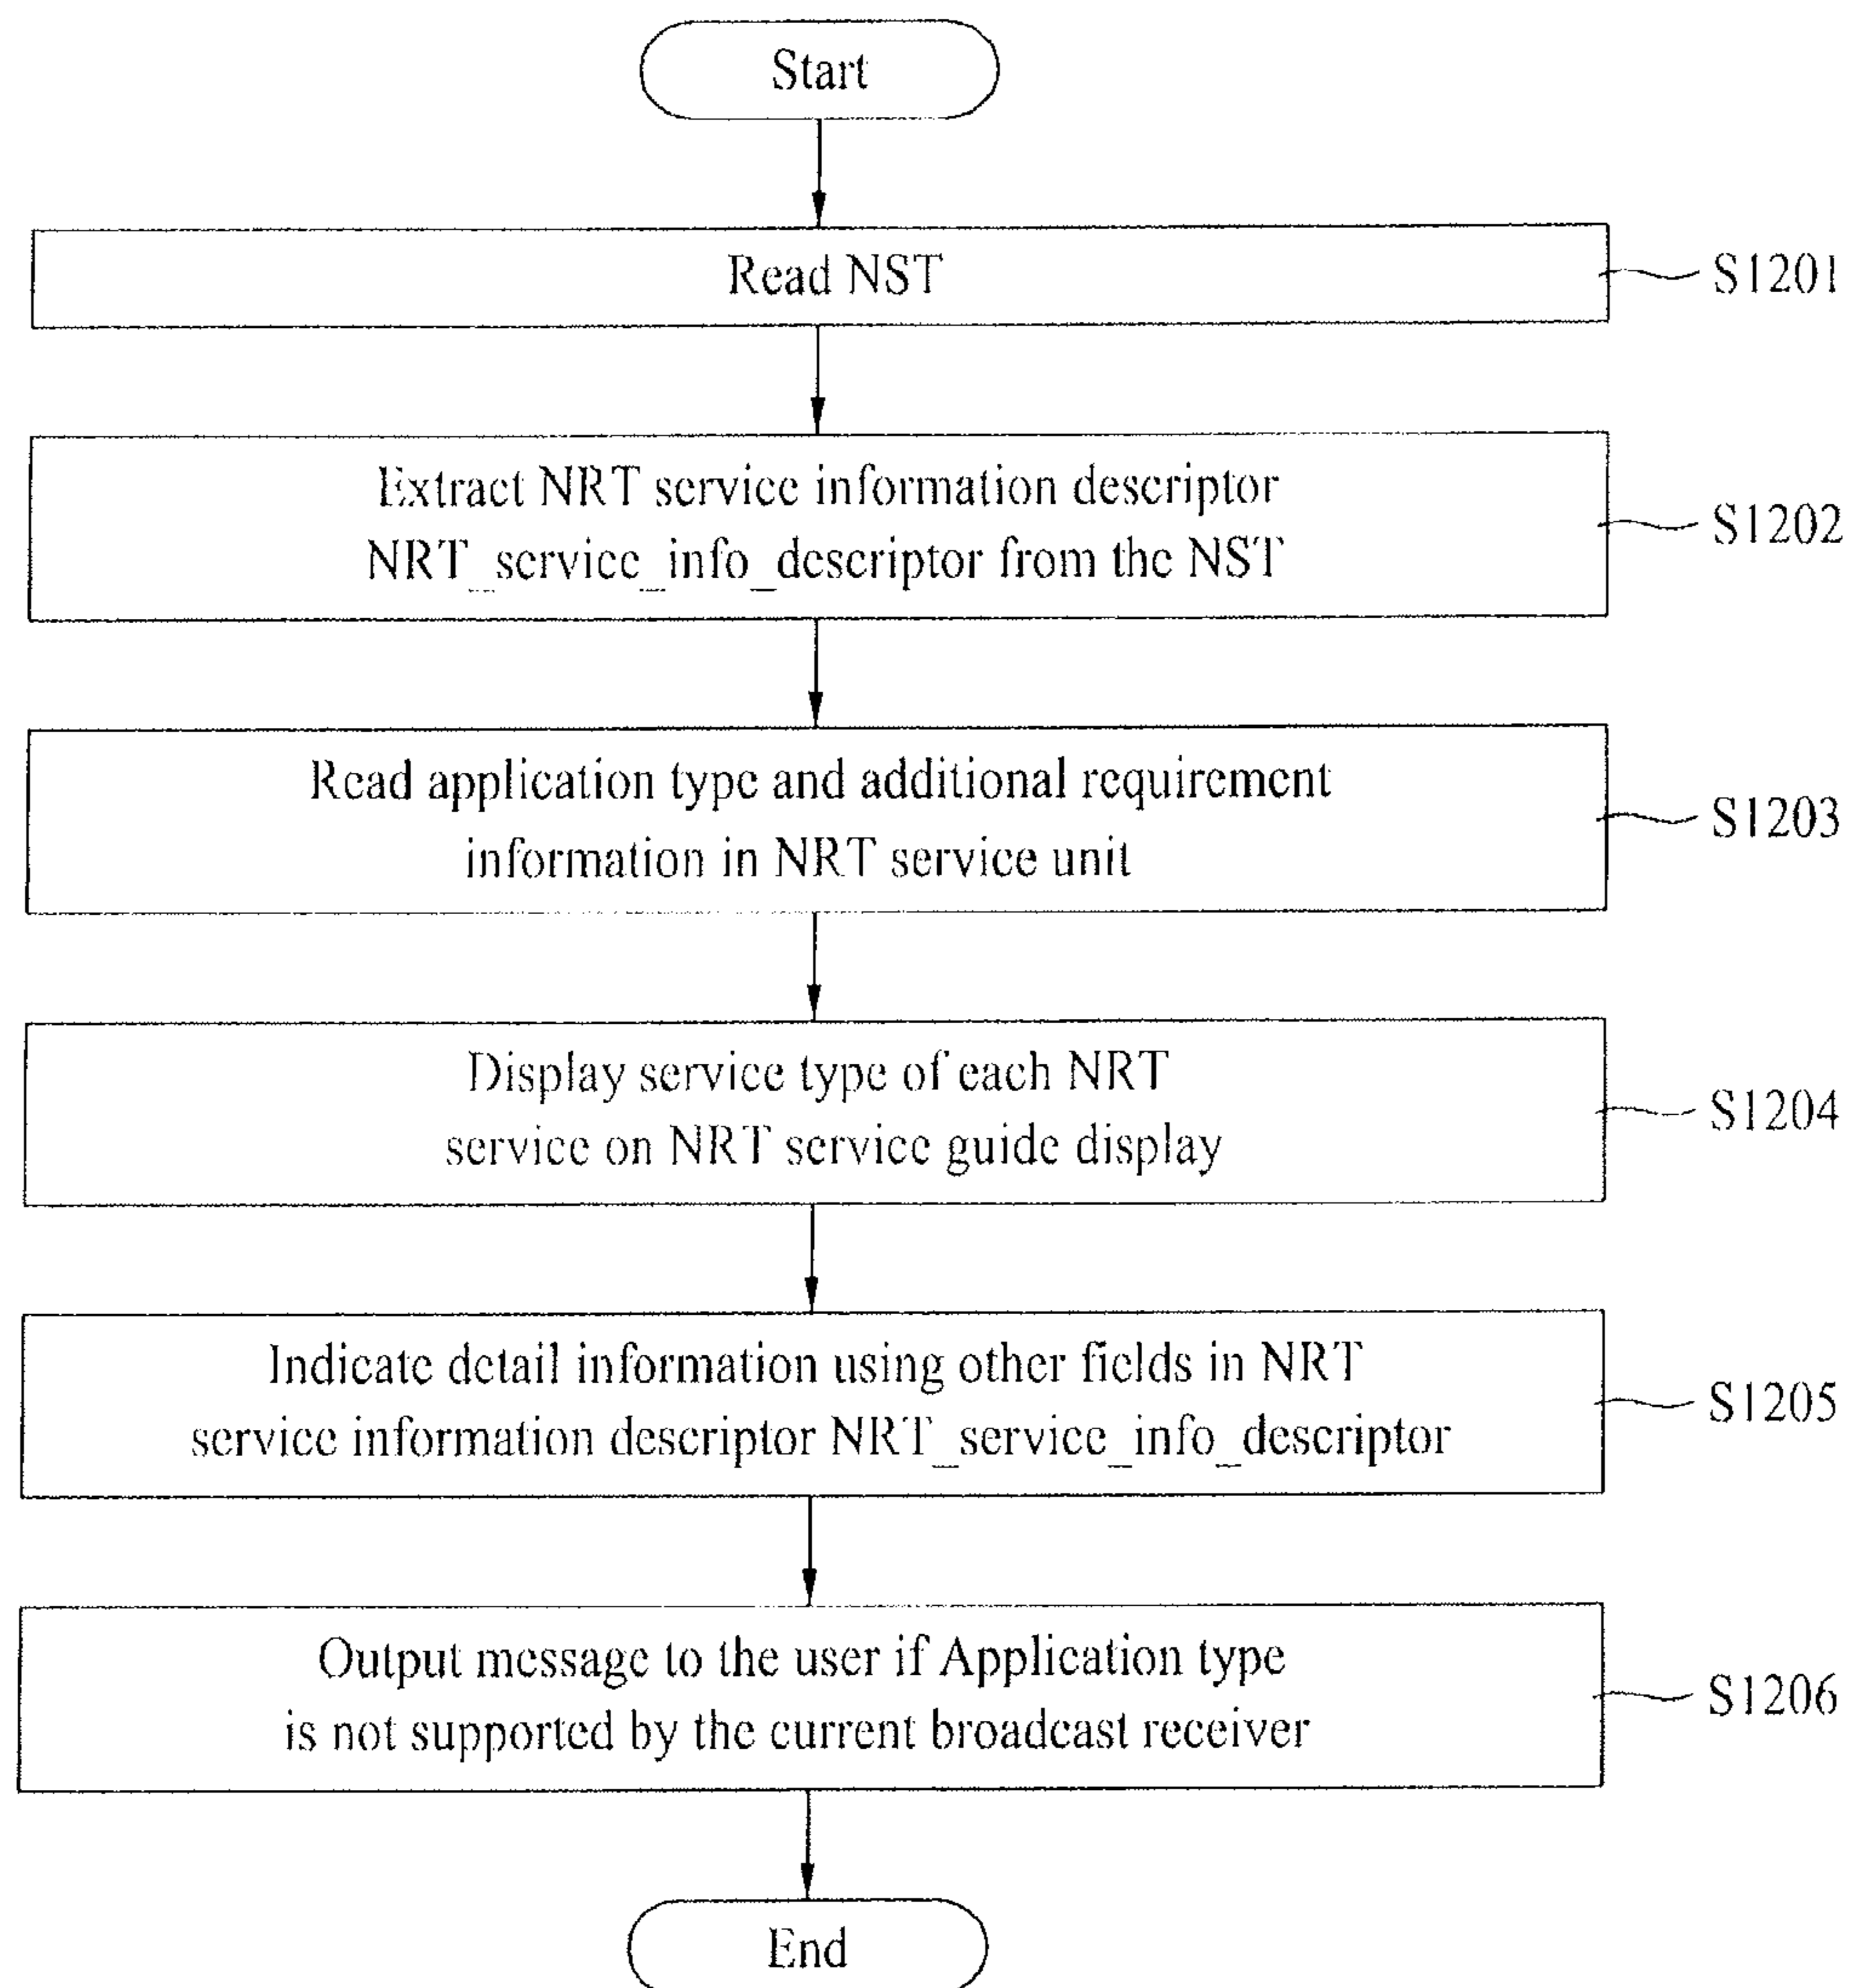 Start
Read NST
S1201
Extract NRT service information descriptor
NRT_service_info_descriptor from the NST
S1202
Read application type and additional requirement
information in NRT service unit
S1203
Display service type of each NRT
service on NRT service guide display
S1204
Indicate detail information using other fields in NRT
service information descriptor NRT_service_info_descriptor
S1205
Output message to the user if Application type
is not supported by the current broadcast receiver
S1206
End